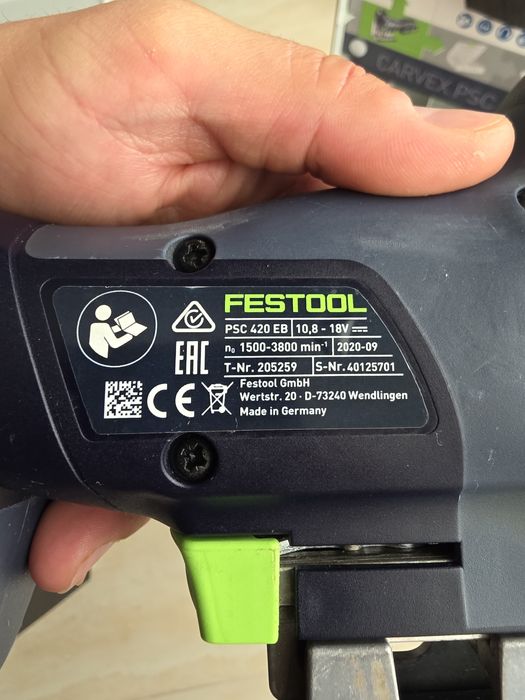 CARVEX PSC
FESTOOL
PSC 420 EB 10,8 - 18V
n₀ 1500-3800 min⁻¹ 2020-09
T-Nr. 205259 S-Nr. 40125701
EAC
CE
Festool GmbH
Wertstr. 20 · D-73240 Wendlingen
Made in Germany